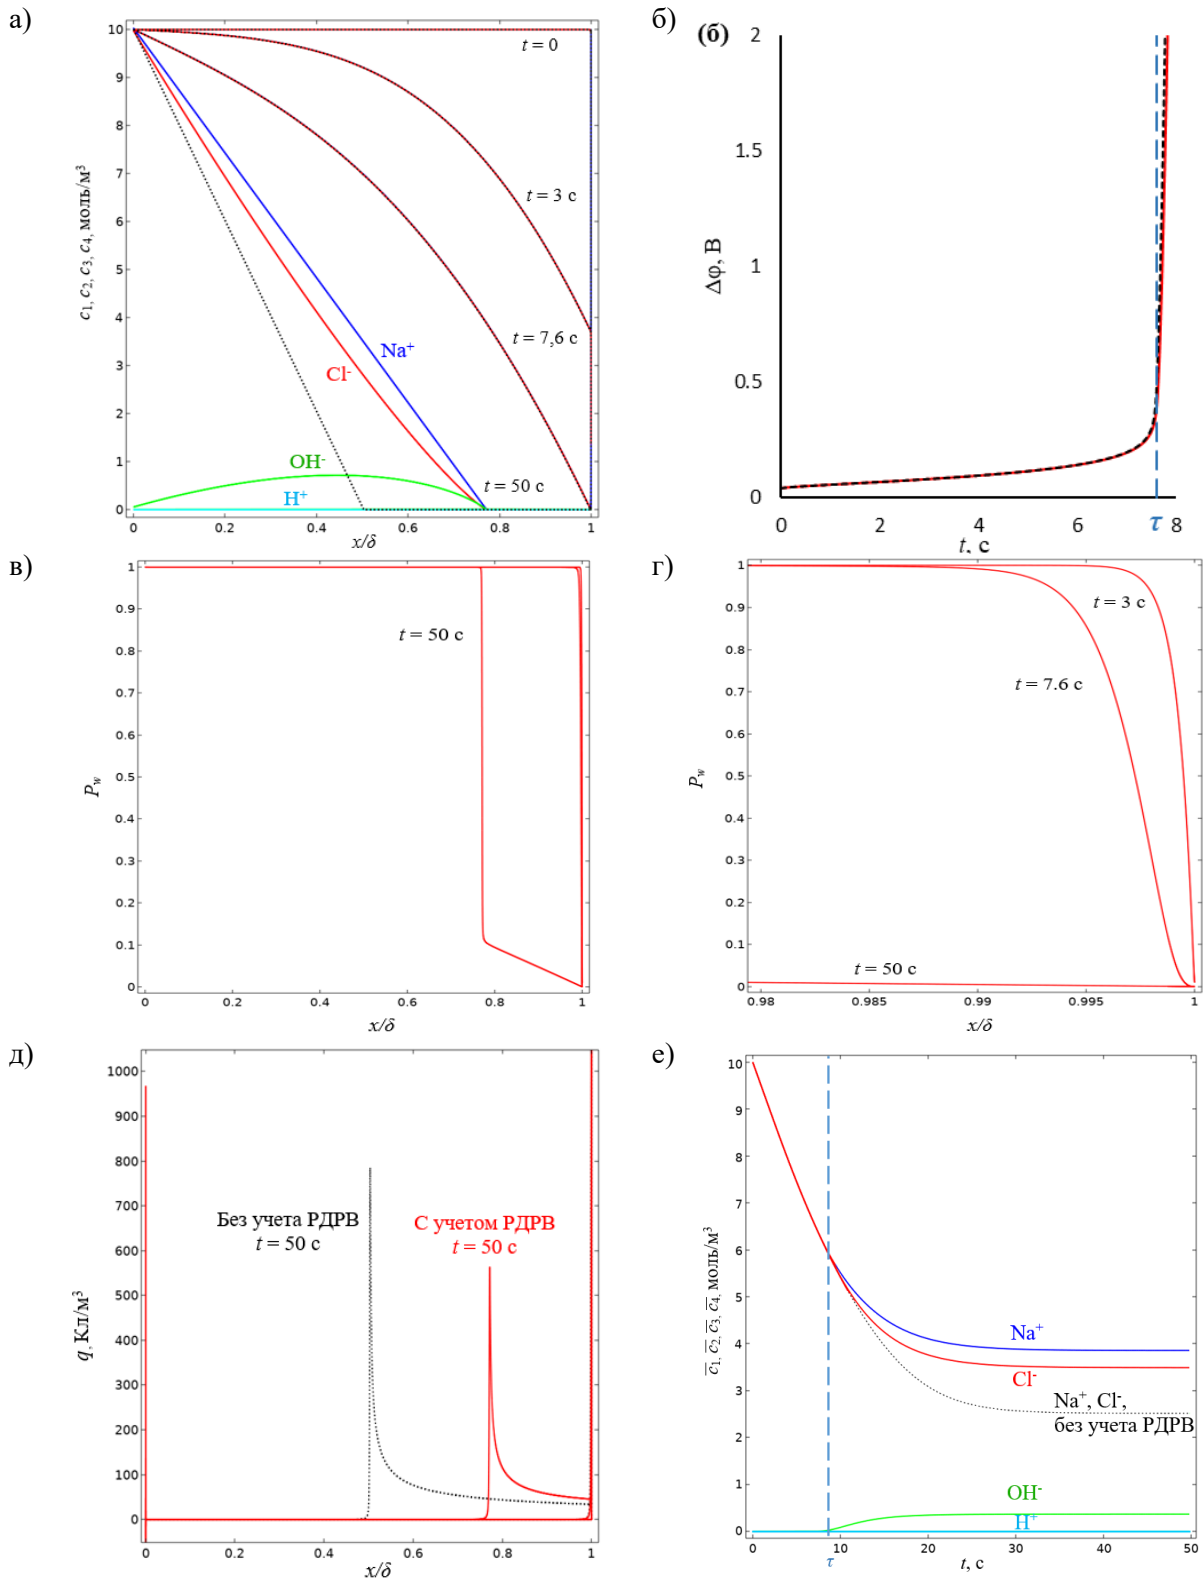 а)
10
9
8
7
6
5
4
3
2
1
0
c₁, c₂, c₃, c₄, моль/м³
t = 0
t = 3 с
t = 7,6 с
Na⁺
Cl⁻
OH⁻
H⁺
t = 50 с
0
0.2
0.4
0.6
0.8
1
x/δ
б)
(б)
2
1.5
1
0.5
0
Δφ, В
0
2
4
6
τ
8
t, с
в)
1
0.9
0.8
0.7
0.6
0.5
0.4
0.3
0.2
0.1
0
P_w
t = 50 с
0
0.2
0.4
0.6
0.8
1
x/δ
г)
1
0.9
0.8
0.7
0.6
0.5
0.4
0.3
0.2
0.1
0
P_w
t = 3 с
t = 7.6 с
t = 50 с
0.98
0.985
0.99
0.995
1
x/δ
д)
1000
900
800
700
600
500
400
300
200
100
0
q, Кл/м³
Без учета РДРВ
t = 50 с
С учетом РДРВ
t = 50 с
0
0.2
0.4
0.6
0.8
1
x/δ
е)
10
9
8
7
6
5
4
3
2
1
0
c̅₁, c̅₂, c̅₃, c̅₄, моль/м³
Na⁺
Cl⁻
Na⁺, Cl⁻,
без учета РДРВ
OH⁻
H⁺
0
τ
10
20
30
40
50
t, с